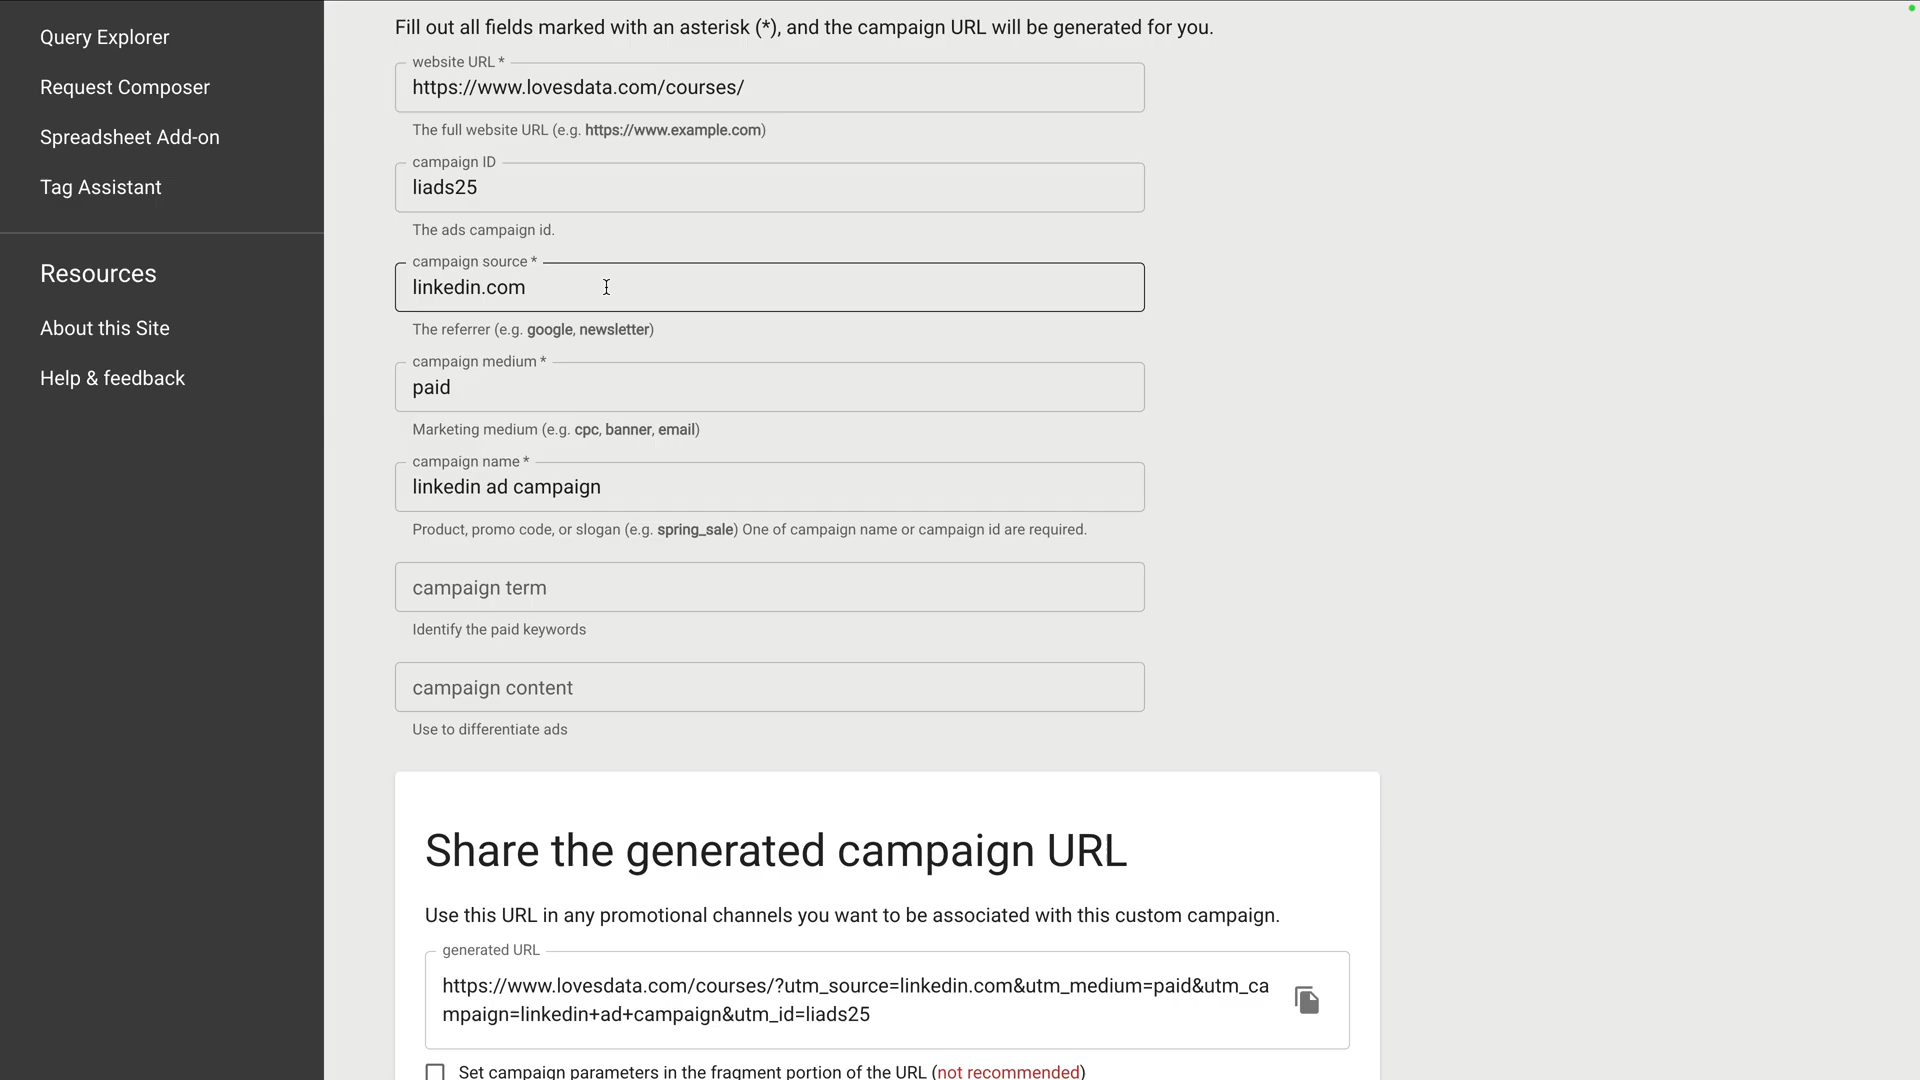 Query Explorer
Request Composer
Spreadsheet Add-on
Tag Assistant
Resources
About this Site
Help & feedback
Fill out all fields marked with an asterisk (*), and the campaign URL will be generated for you.
website URL *
https://www.lovesdata.com/courses/
The full website URL (e.g. https://www.example.com)
campaign ID
liads25
The ads campaign id.
campaign source *
linkedin.com
The referrer (e.g. google, newsletter)
campaign medium *
paid
Marketing medium (e.g. cpc, banner, email)
campaign name *
linkedin ad campaign
Product, promo code, or slogan (e.g. spring_sale) One of campaign name or campaign id are required.
campaign term
Identify the paid keywords
campaign content
Use to differentiate ads
Share the generated campaign URL
Use this URL in any promotional channels you want to be associated with this custom campaign.
generated URL
https://www.lovesdata.com/courses/?utm_source=linkedin.com&utm_medium=paid&utm_ca
mpaign=linkedin+ad+campaign&utm_id=liads25
Set campaign parameters in the fragment portion of the URL (not recommended)